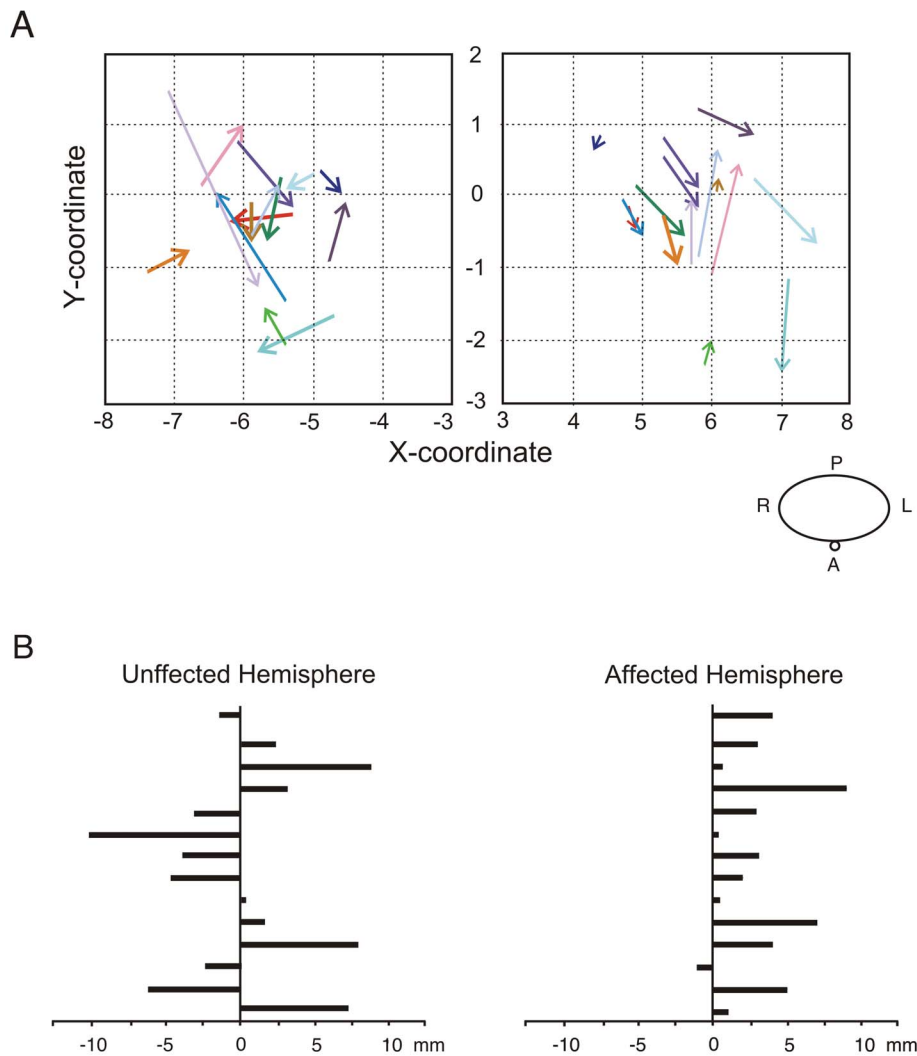 A
2
1
0
-1
-2
-3
Y-coordinate
-8 -7 -6 -5 -4 -3 3 4 5 6 7 8
X-coordinate
P
R L
A
B
Unffected Hemisphere Affected Hemisphere
-10 -5 0 5 10 mm -10 -5 0 5 10 mm